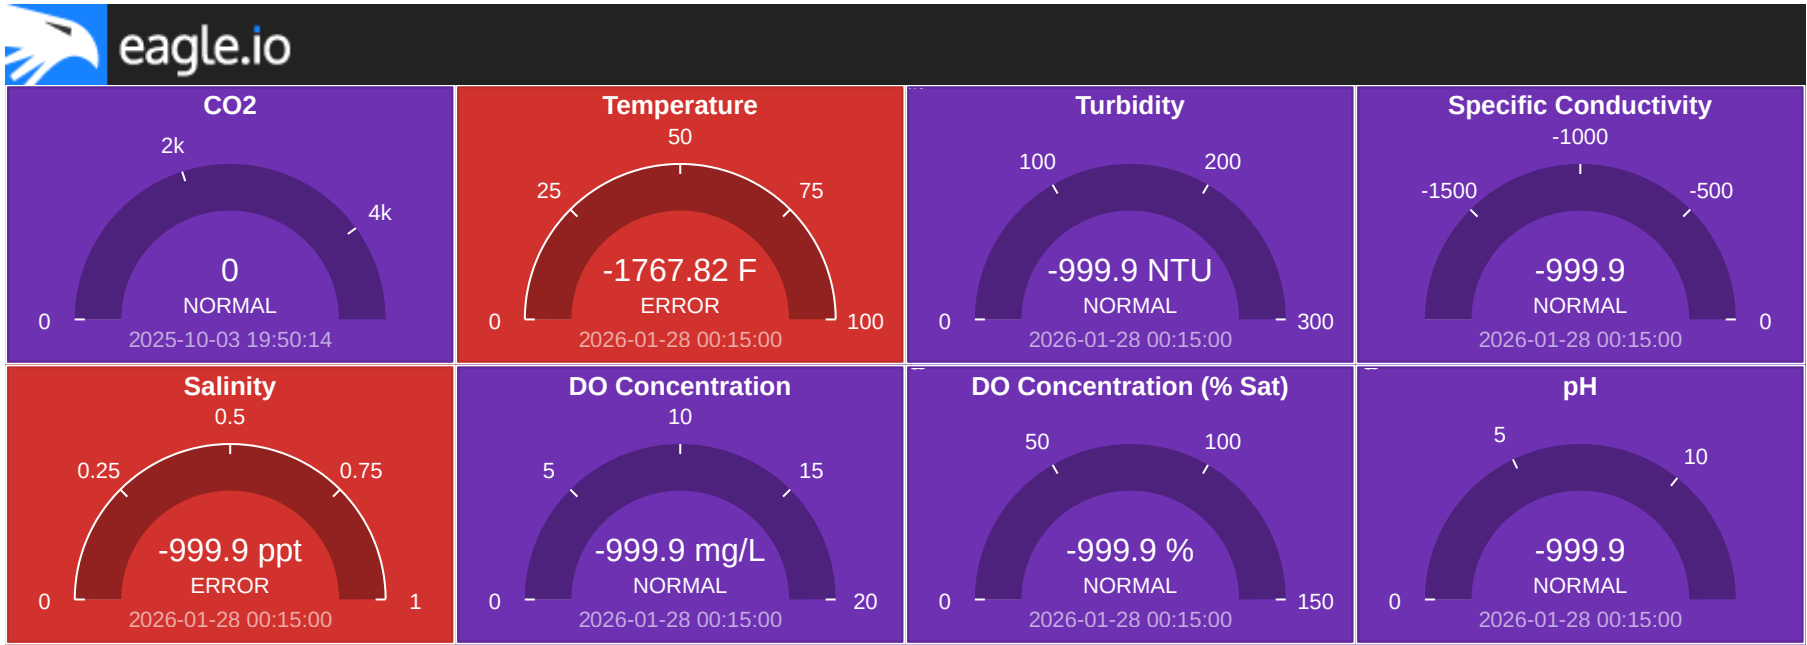 eagle.io
CO2
2k
4k
0
NORMAL
0
2025-10-03 19:50:14
Temperature
50
25
75
-1767.82 F
ERROR
0
100
2026-01-28 00:15:00
Turbidity
100
200
-999.9 NTU
NORMAL
0
300
2026-01-28 00:15:00
Specific Conductivity
-1000
-1500
-500
-999.9
NORMAL
0
2026-01-28 00:15:00
Salinity
0.5
0.25
0.75
-999.9 ppt
ERROR
0
1
2026-01-28 00:15:00
DO Concentration
10
5
15
-999.9 mg/L
NORMAL
0
20
2026-01-28 00:15:00
DO Concentration (% Sat)
50
100
-999.9 %
NORMAL
0
150
2026-01-28 00:15:00
pH
5
10
-999.9
NORMAL
0
2026-01-28 00:15:00